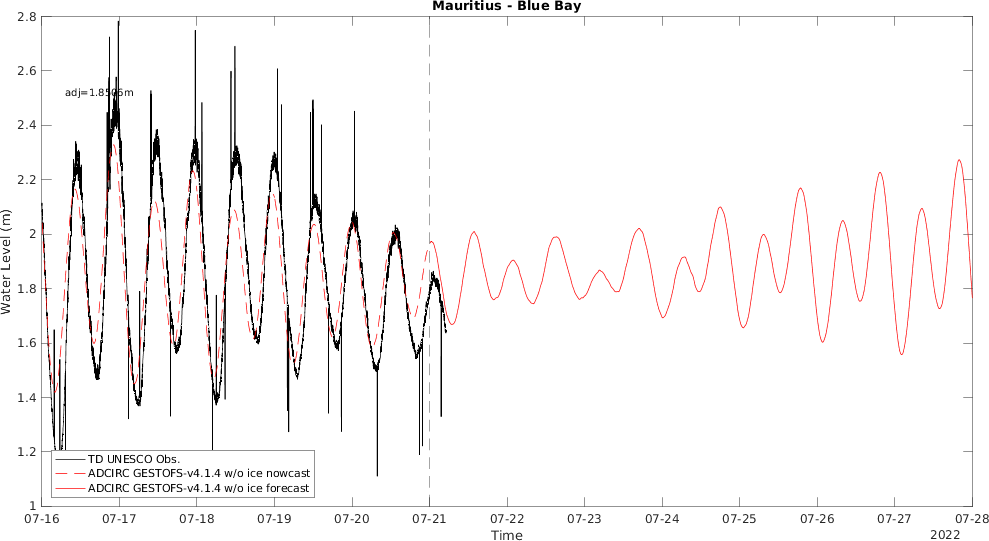 Mauritius - Blue Bay
2.8
2.6
2.4
2.2
2
1.8
1.6
1.4
1.2
1
Water Level (m)
adj=1.8506m
TD UNESCO Obs.
ADCIRC GESTOFS-v4.1.4 w/o ice nowcast
ADCIRC GESTOFS-v4.1.4 w/o ice forecast
07-16 07-17 07-18 07-19 07-20 07-21 07-22 07-23 07-24 07-25 07-26 07-27 07-28
Time
2022